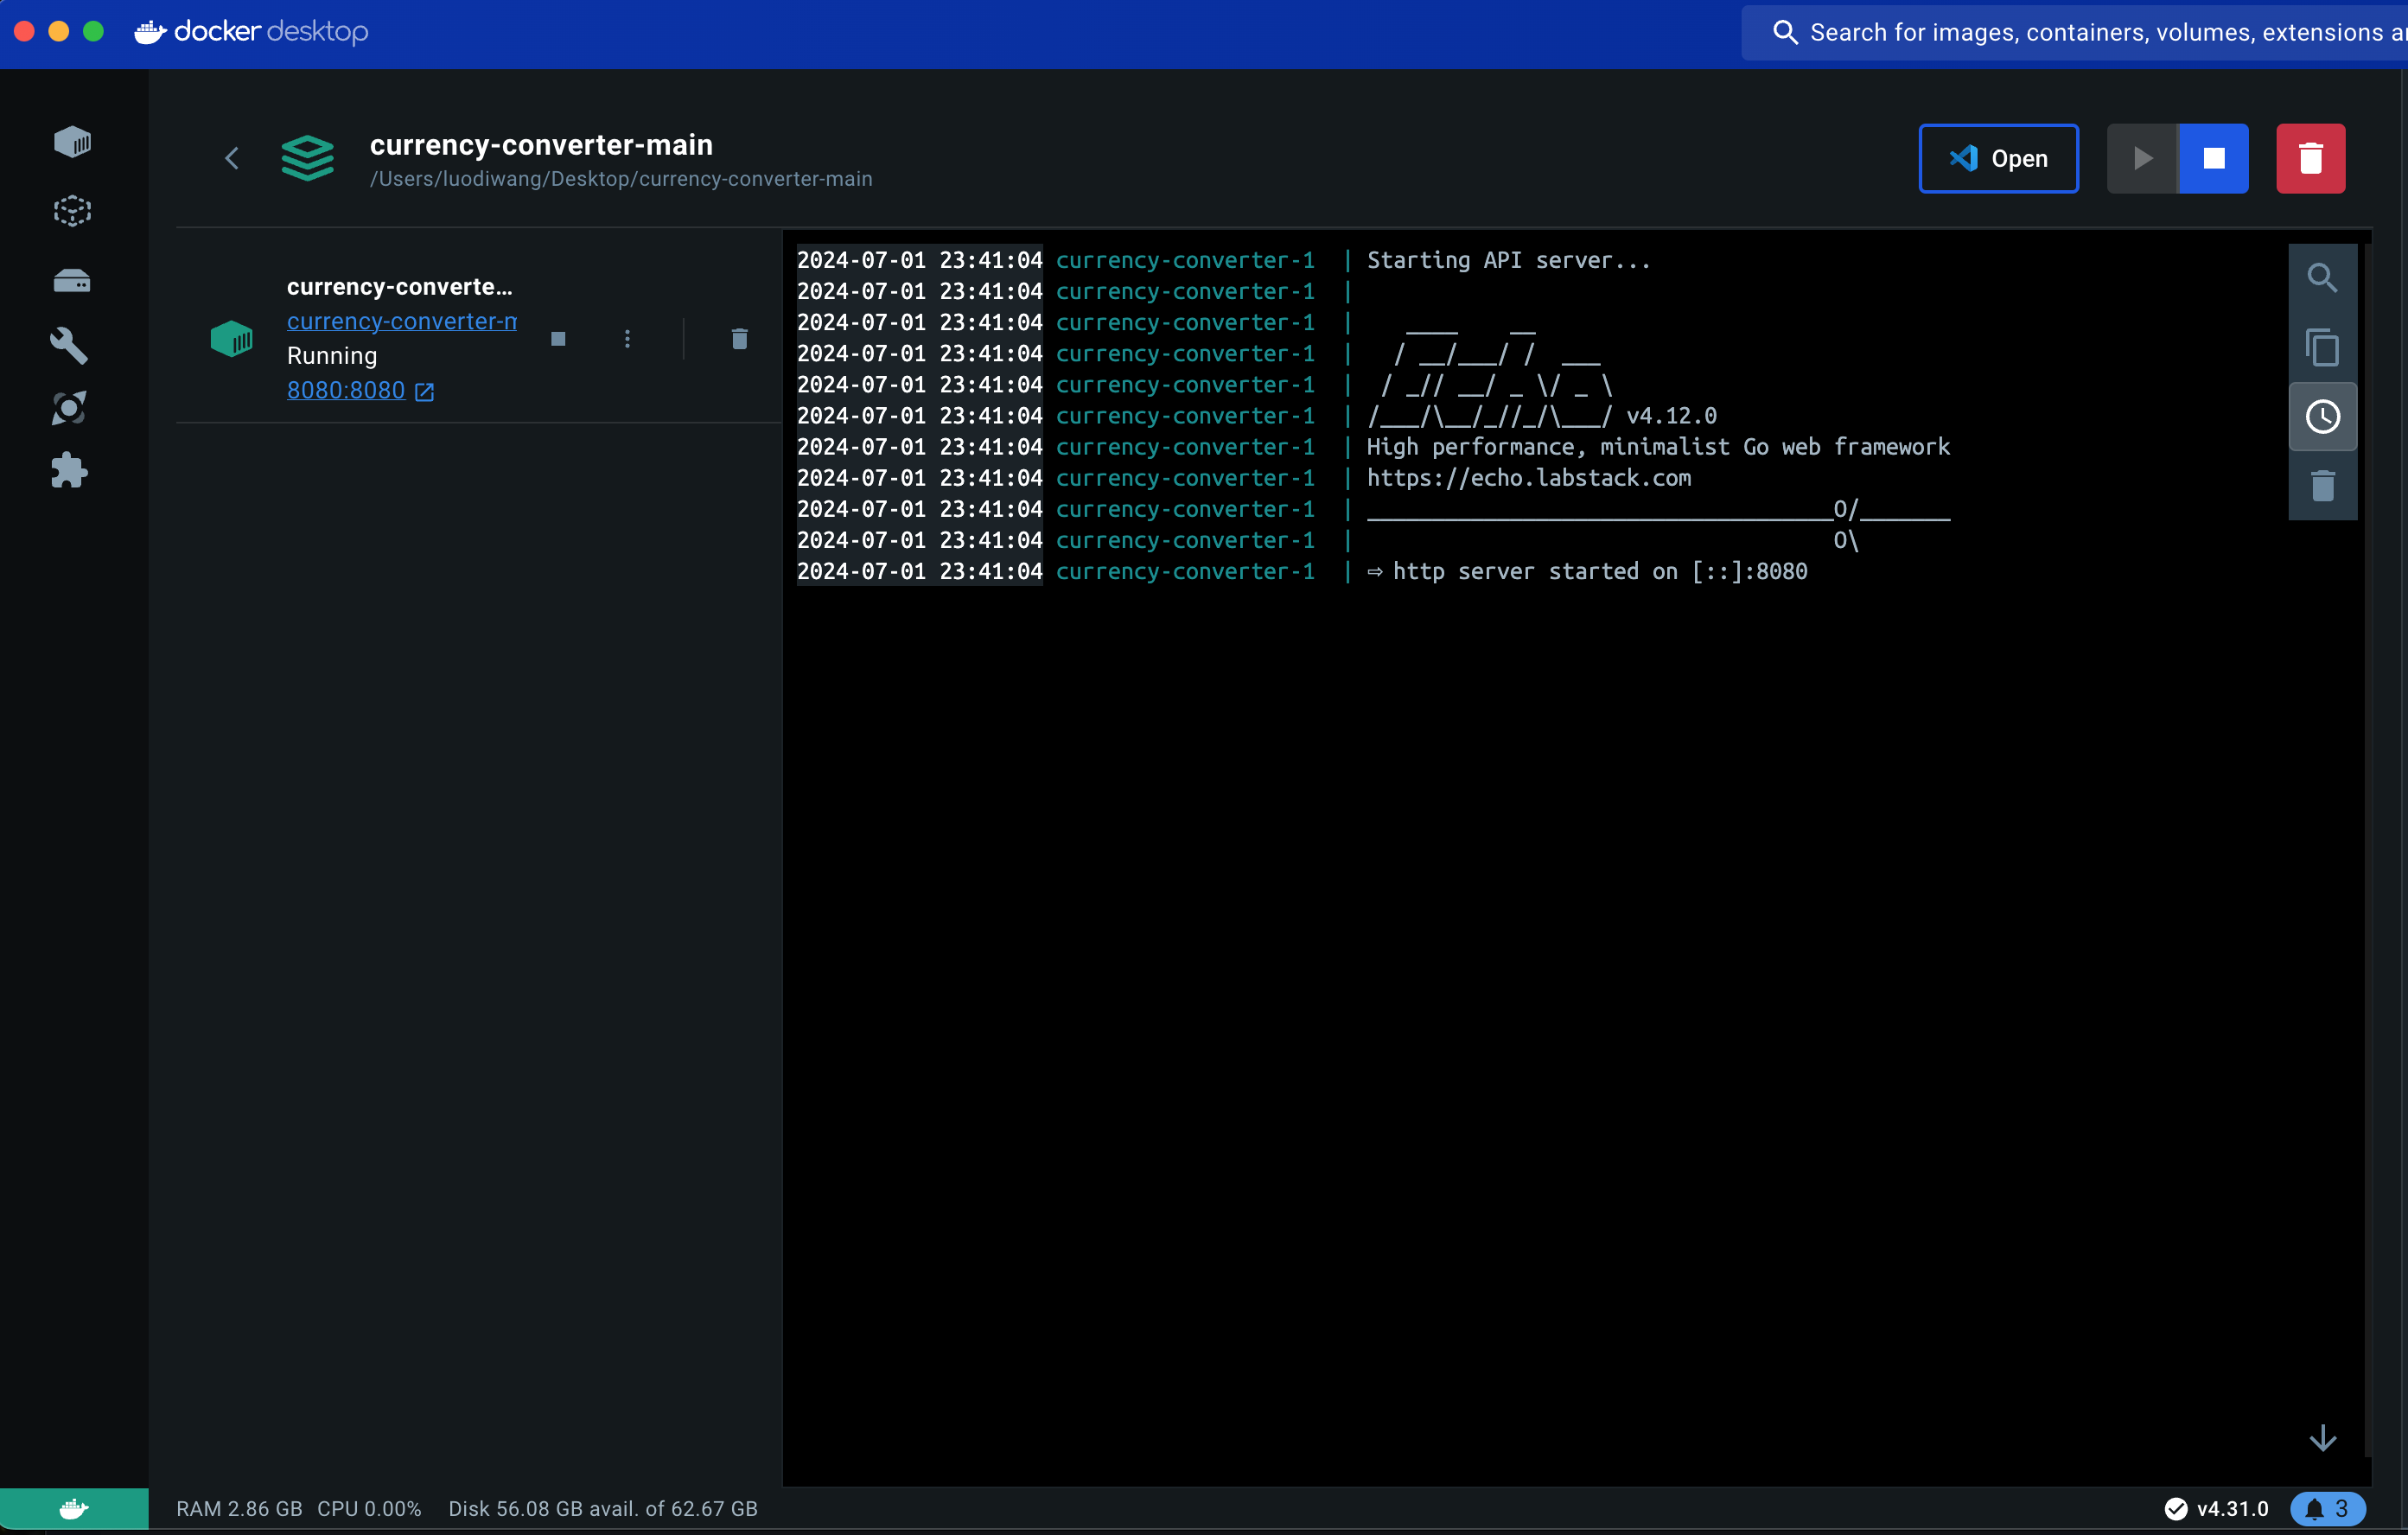 docker desktop
Search for images, containers, volumes, extensions a
currency-converter-main
/Users/luodiwang/Desktop/currency-converter-main
Open
currency-converte...
currency-converter-m
Running
8080:8080
2024-07-01 23:41:04 currency-converter-1 | Starting API server...
2024-07-01 23:41:04 currency-converter-1 |
2024-07-01 23:41:04 currency-converter-1 |    ____    __
2024-07-01 23:41:04 currency-converter-1 |   / __/___/ /  ___
2024-07-01 23:41:04 currency-converter-1 |  / _// __/ _ \/ _ \
2024-07-01 23:41:04 currency-converter-1 | /___/\__/_//_/\___/ v4.12.0
2024-07-01 23:41:04 currency-converter-1 | High performance, minimalist Go web framework
2024-07-01 23:41:04 currency-converter-1 | https://echo.labstack.com
2024-07-01 23:41:04 currency-converter-1 | ____________________________________O/_______
2024-07-01 23:41:04 currency-converter-1 |                                     O\
2024-07-01 23:41:04 currency-converter-1 | ⇨ http server started on [::]:8080
RAM 2.86 GB CPU 0.00% Disk 56.08 GB avail. of 62.67 GB
v4.31.0
3